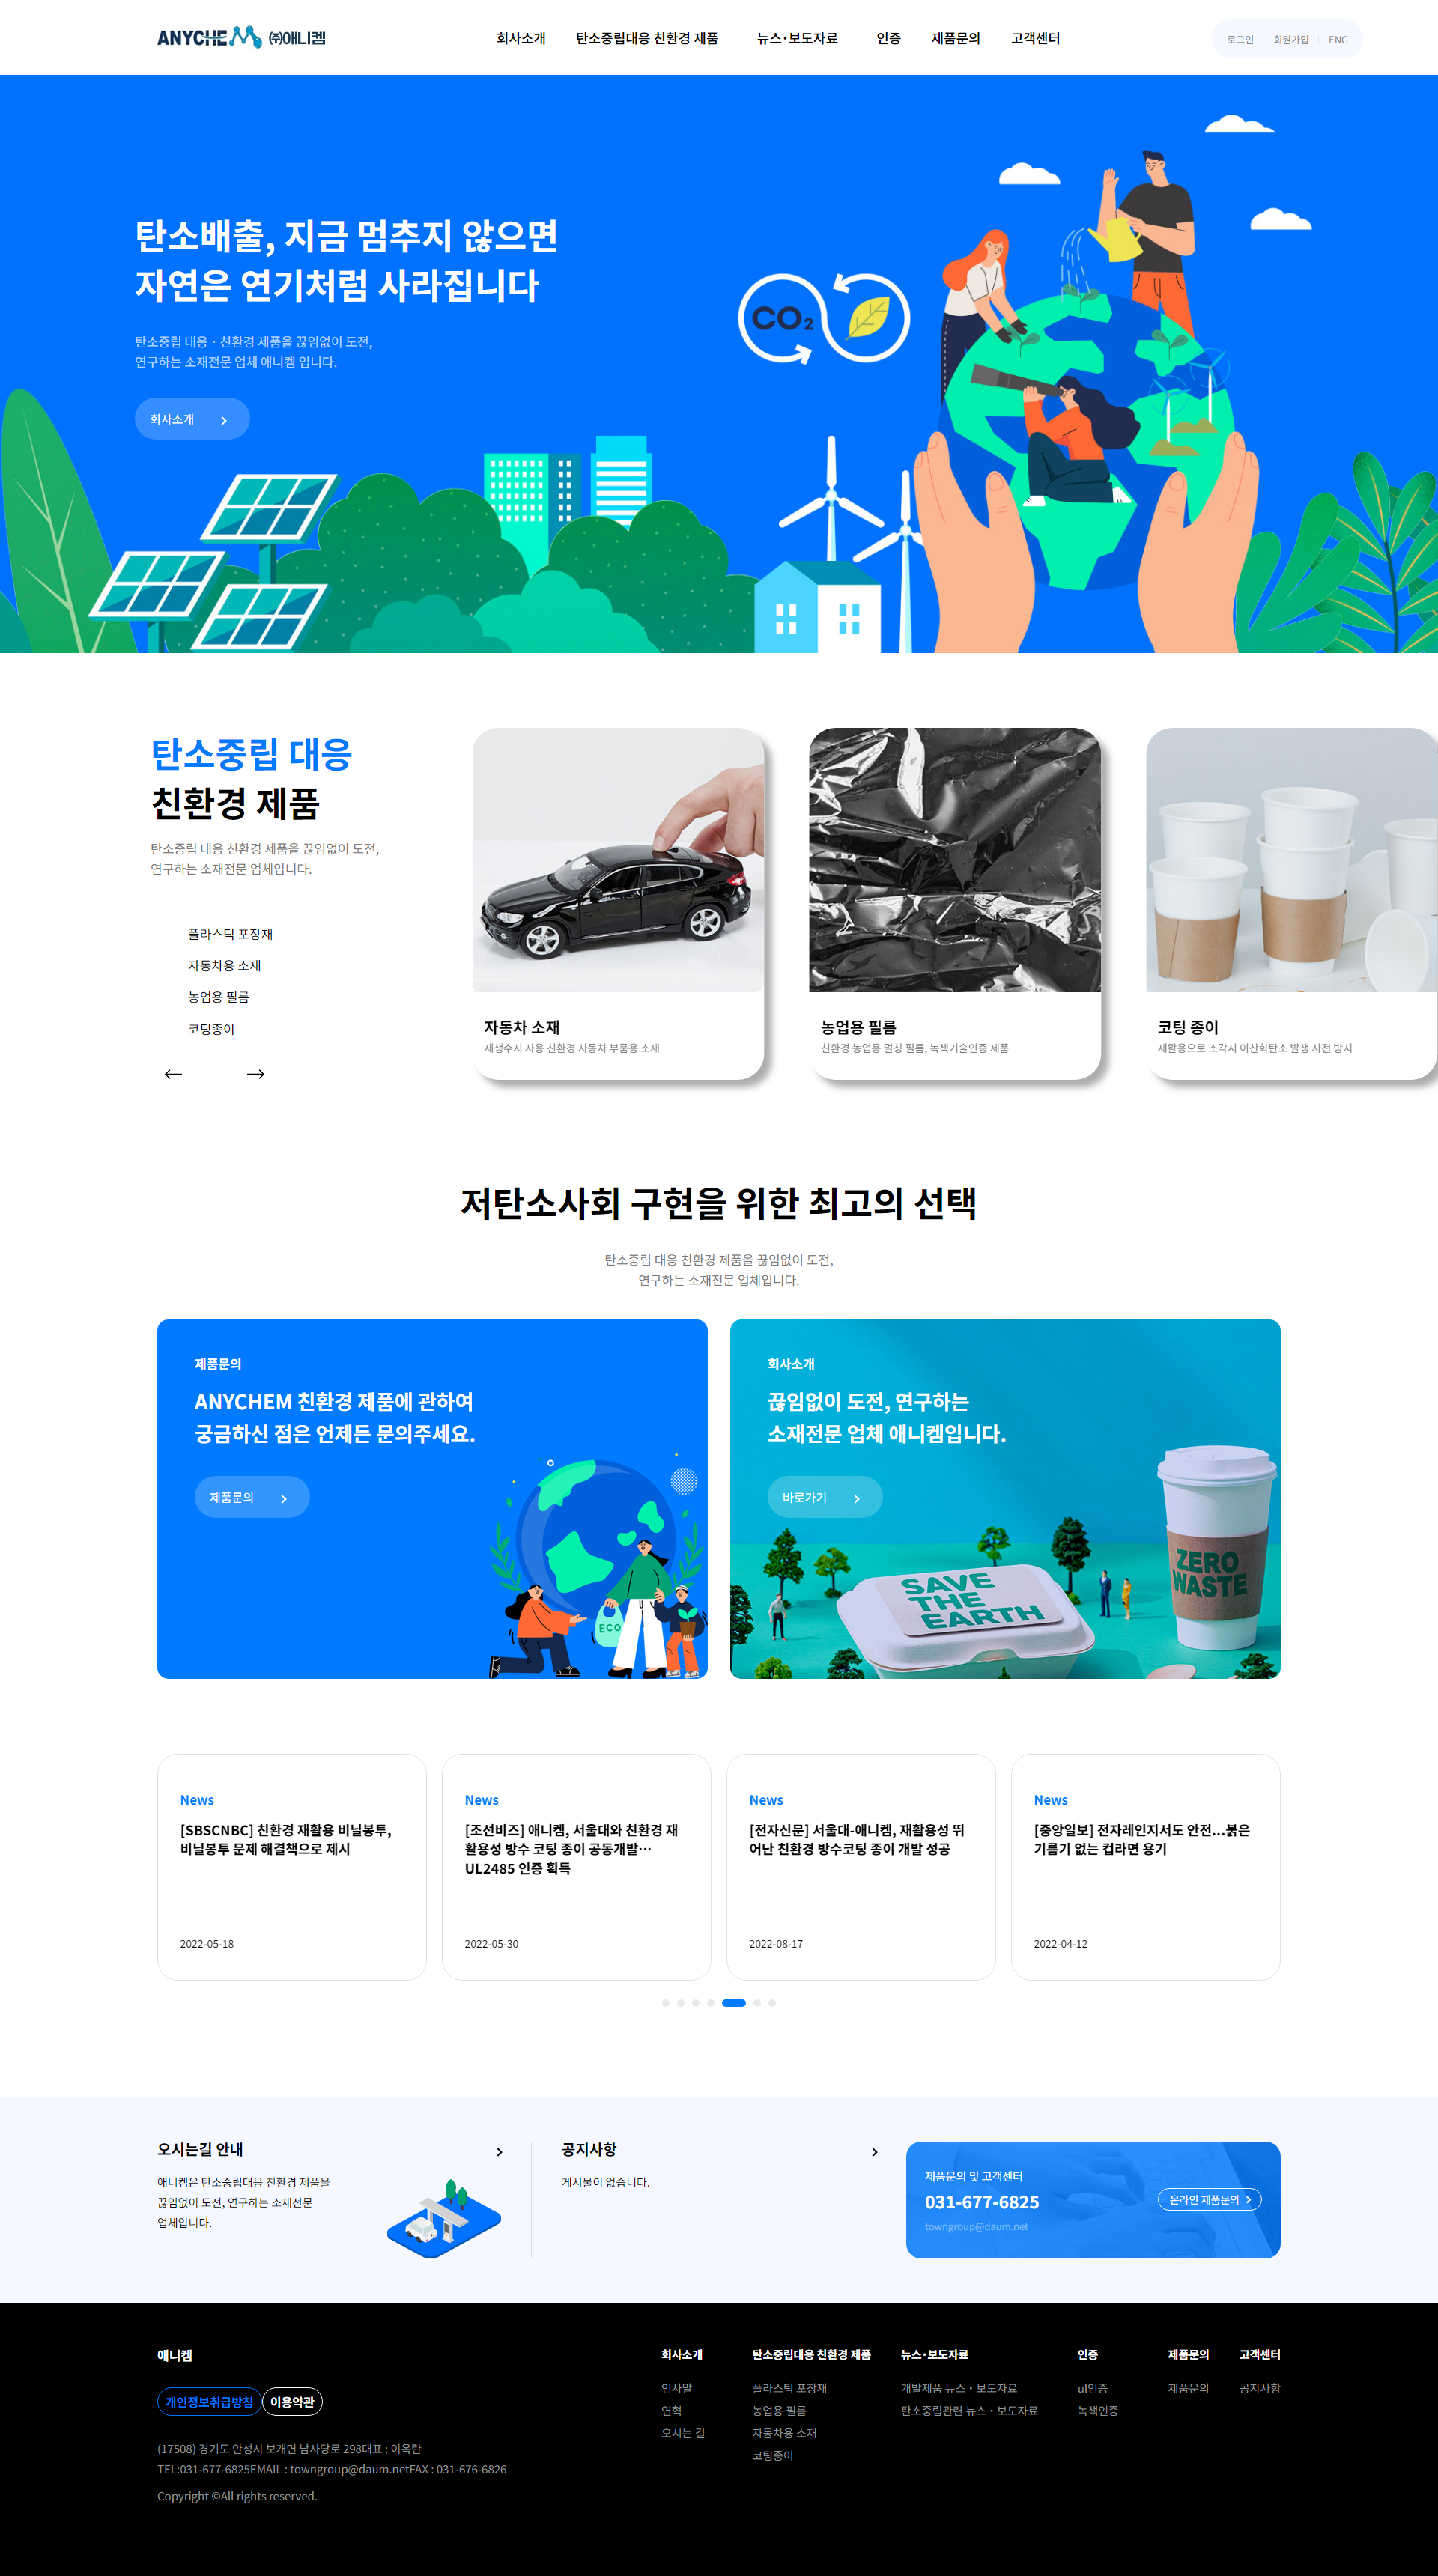 ANYCHEM ㈜애니켐
회사소개 탄소중립대응 친환경 제품 뉴스·보도자료 인증 제품문의 고객센터
로그인 회원가입 ENG
탄소배출, 지금 멈추지 않으면
자연은 연기처럼 사라집니다
탄소중립 대응 · 친환경 제품을 끊임없이 도전,
연구하는 소재전문 업체 애니켐 입니다.
회사소개
CO2
탄소중립 대응
친환경 제품
탄소중립 대응 친환경 제품을 끊임없이 도전,
연구하는 소재전문 업체입니다.
플라스틱 포장재
자동차용 소재
농업용 필름
코팅종이
자동차 소재
재생수지 사용 친환경 자동차 부품용 소재
농업용 필름
친환경 농업용 멀칭 필름, 녹색기술인증 제품
코팅 종이
재활용으로 소각시 이산화탄소 발생 사전 방지
저탄소사회 구현을 위한 최고의 선택
탄소중립 대응 친환경 제품을 끊임없이 도전,
연구하는 소재전문 업체입니다.
제품문의
ANYCHEM 친환경 제품에 관하여
궁금하신 점은 언제든 문의주세요.
제품문의
ECO
회사소개
끊임없이 도전, 연구하는
소재전문 업체 애니켐입니다.
바로가기
SAVE
THE
EARTH
ZERO
WASTE
News
[SBSCNBC] 친환경 재활용 비닐봉투,
비닐봉투 문제 해결책으로 제시
2022-05-18
News
[조선비즈] 애니켐, 서울대와 친환경 재
활용성 방수 코팅 종이 공동개발…
UL2485 인증 획득
2022-05-30
News
[전자신문] 서울대-애니켐, 재활용성 뛰
어난 친환경 방수코팅 종이 개발 성공
2022-08-17
News
[중앙일보] 전자레인지서도 안전...붉은
기름기 없는 컵라면 용기
2022-04-12
오시는길 안내
애니켐은 탄소중립대응 친환경 제품을
끊임없이 도전, 연구하는 소재전문
업체입니다.
공지사항
게시물이 없습니다.
제품문의 및 고객센터
031-677-6825
towngroup@daum.net
온라인 제품문의
애니켐
개인정보취급방침 이용약관
(17508) 경기도 안성시 보개면 남사당로 298대표 : 이옥란
TEL:031-677-6825EMAIL : towngroup@daum.netFAX : 031-676-6826
Copyright ©All rights reserved.
회사소개
인사말
연혁
오시는 길
탄소중립대응 친환경 제품
플라스틱 포장재
농업용 필름
자동차용 소재
코팅종이
뉴스·보도자료
개발제품 뉴스·보도자료
탄소중립관련 뉴스·보도자료
인증
ul인증
녹색인증
제품문의
제품문의
고객센터
공지사항